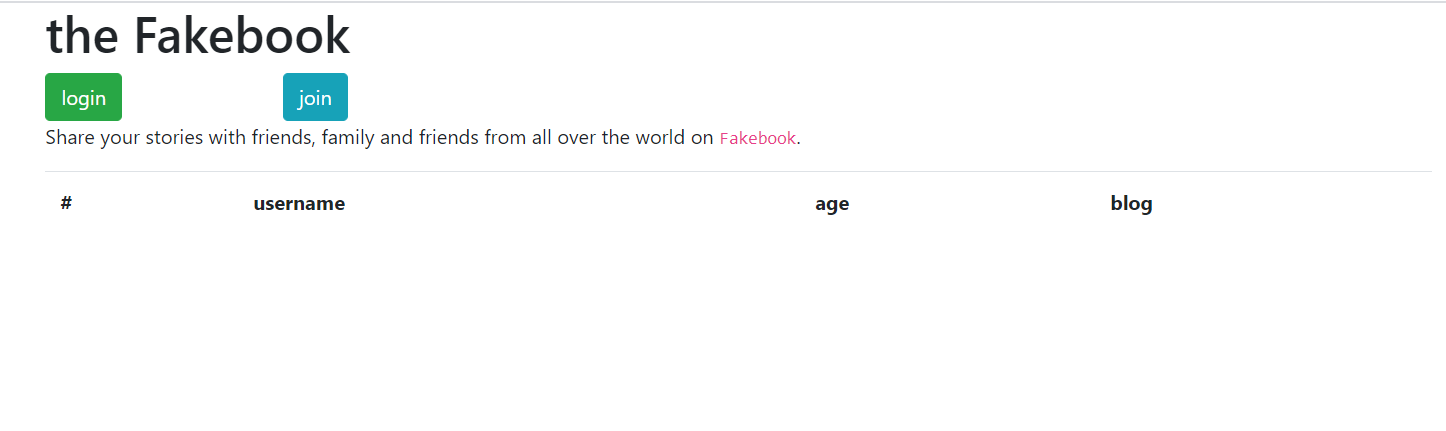 the Fakebook
login join
Share your stories with friends, family and friends from all over the world on Fakebook.
# username age blog